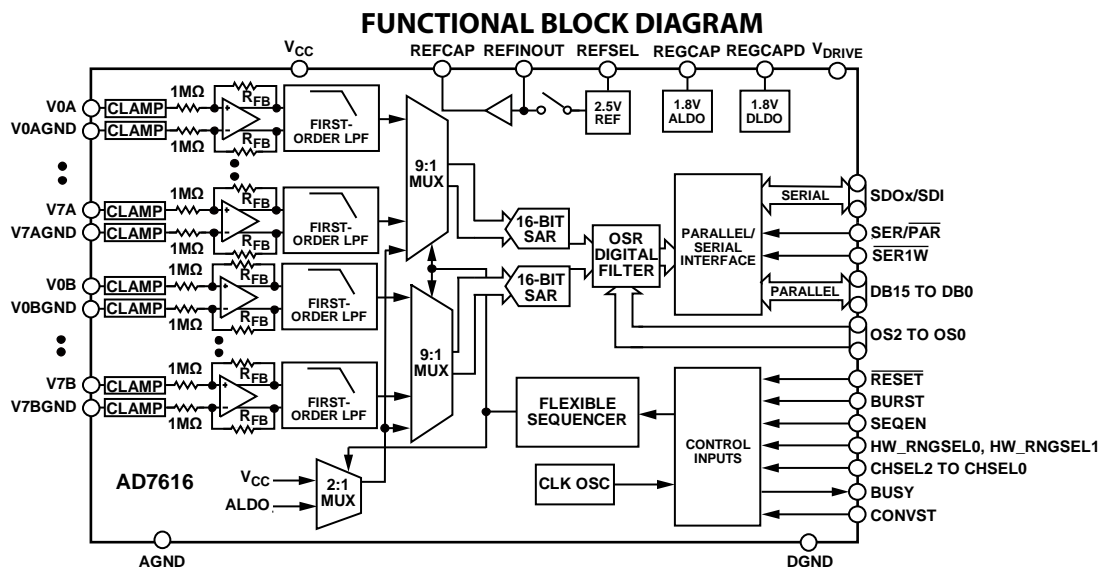 FUNCTIONAL BLOCK DIAGRAM
VCC
REFCAP REFINOUT REFSEL REGCAP REGCAPD VDRIVE
V0A
CLAMP
1MΩ
RFB
V0AGND
CLAMP
1MΩ
RFB
FIRST-
ORDER LPF
2.5V
REF
1.8V
ALDO
1.8V
DLDO
9:1
MUX
V7A
CLAMP
1MΩ
RFB
V7AGND
CLAMP
1MΩ
RFB
FIRST-
ORDER LPF
16-BIT
SAR
OSR
DIGITAL
FILTER
PARALLEL/
SERIAL
INTERFACE
SERIAL
SDOx/SDI
SER/PAR
SER1W
PARALLEL
DB15 TO DB0
OS2 TO OS0
V0B
CLAMP
1MΩ
RFB
V0BGND
CLAMP
1MΩ
RFB
FIRST-
ORDER LPF
16-BIT
SAR
9:1
MUX
V7B
CLAMP
1MΩ
RFB
V7BGND
CLAMP
1MΩ
RFB
FIRST-
ORDER LPF
FLEXIBLE
SEQUENCER
CONTROL
INPUTS
RESET
BURST
SEQEN
HW_RNGSEL0, HW_RNGSEL1
CHSEL2 TO CHSEL0
BUSY
CONVST
AD7616
VCC
ALDO
2:1
MUX
CLK OSC
AGND
DGND